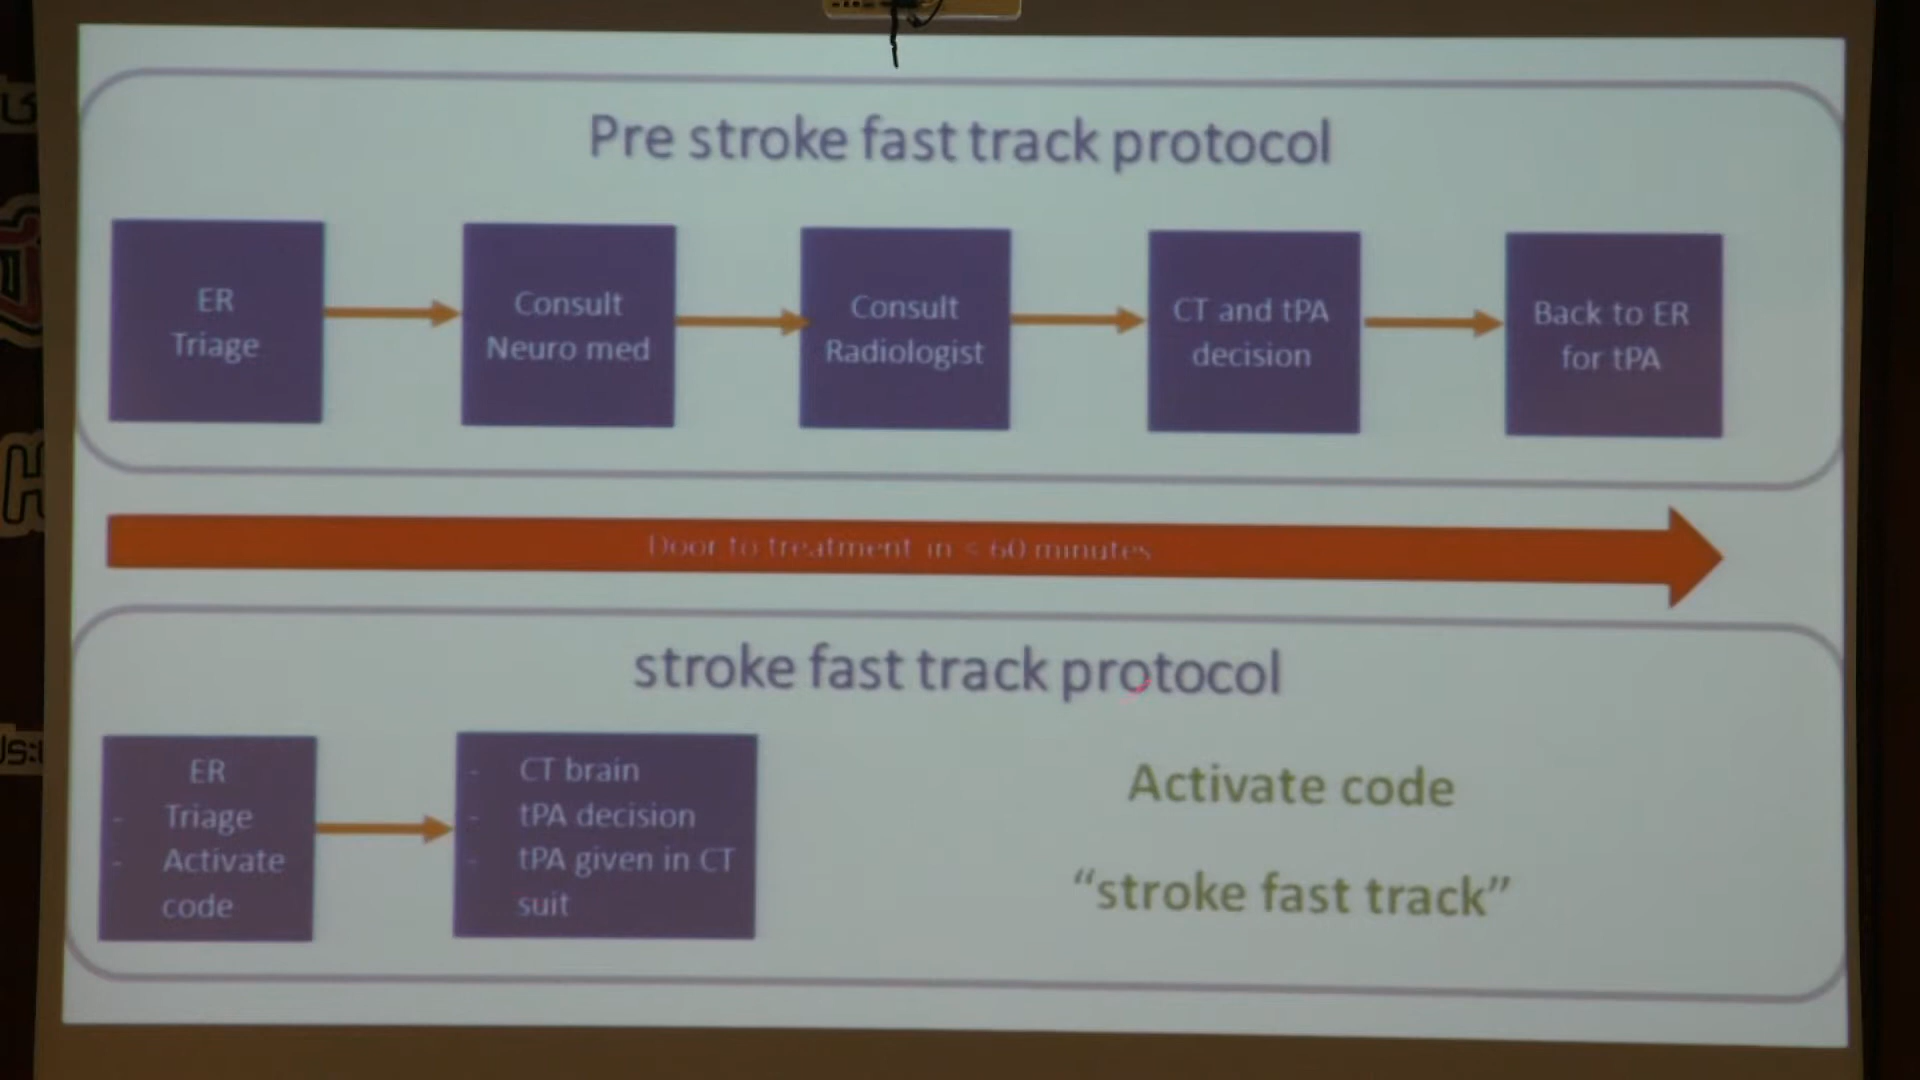 Pre stroke fast track protocol
ER
Triage
Consult
Neuro med
Consult
Radiologist
CT and tPA
decision
Back to ER
for tPA
Door to treatment in < 60 minutes
stroke fast track protocol
ER
- Triage
- Activate
code
- CT brain
- tPA decision
- tPA given in CT
suit
Activate code
“stroke fast track”